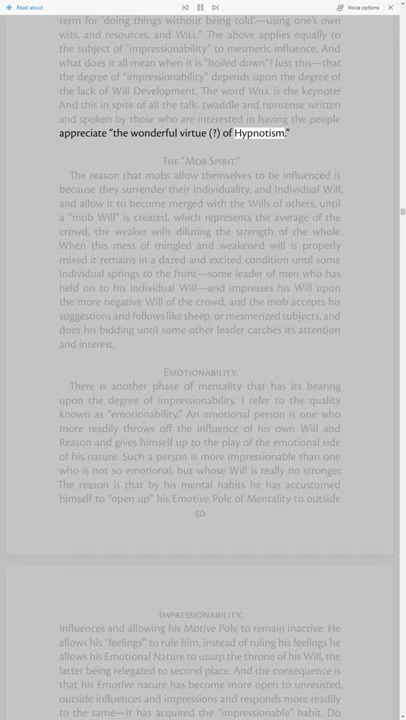 Read aloud
Voice options
term for "doing things without being told"—using one's own
wits, and resources, and WILL." The above applies equally to
the subject of "impressionability" to mesmeric influence. And
what does it all mean when it is "boiled down"? Just this—that
the degree of "impressionability" depends upon the degree of
the lack of Will Development. The word WILL is the keynote!
And this in spite of all the talk. twaddle and nonsense written
and spoken by those who are interested in having the people
appreciate "the wonderful virtue (?) of Hypnotism."
THE "MOB SPIRIT."
The reason that mobs allow themselves to be influenced is
because they surrender their Individuality, and Individual Will,
and allow it to become merged with the Wills of others, until
a "mob Will" is created, which represents the average of the
crowd, the weaker wills diluting the strength of the whole.
When this mess of mingled and weakened will is properly
mixed it remains in a dazed and excited condition until some
Individual springs to the front—some leader of men who has
held on to his Individual Will—and impresses his Will upon
the more negative Will of the crowd, and the mob accepts his
suggestions and follows like sheep, or mesmerized subjects, and
does his bidding until some other leader catches its attention
and interest.
EMOTIONABILITY.
There is another phase of mentality that has its bearing
upon the degree of impressionability. I refer to the quality
known as "emotionability." An emotional person is one who
more readily throws off the influence of his own Will and
Reason and gives himself up to the play of the emotional side
of his nature. Such a person is more impressionable than one
who is not so emotional, but whose Will is really no stronger.
The reason is that by his mental habits he has accustomed
himself to "open up" his Emotive Pole of Mentality to outside
50
IMPRESSIONABILITY.
influences and allowing his Motive Pole to remain inactive. He
allows his "feelings" to rule him, instead of ruling his feelings he
allows his Emotional Nature to usurp the throne of his Will, the
latter being relegated to second place. And the consequence is
that his Emotive nature has become more open to unresisted,
outside influences and impressions and responds more readily
to the same—it has acquired the "impressionable" habit. Do